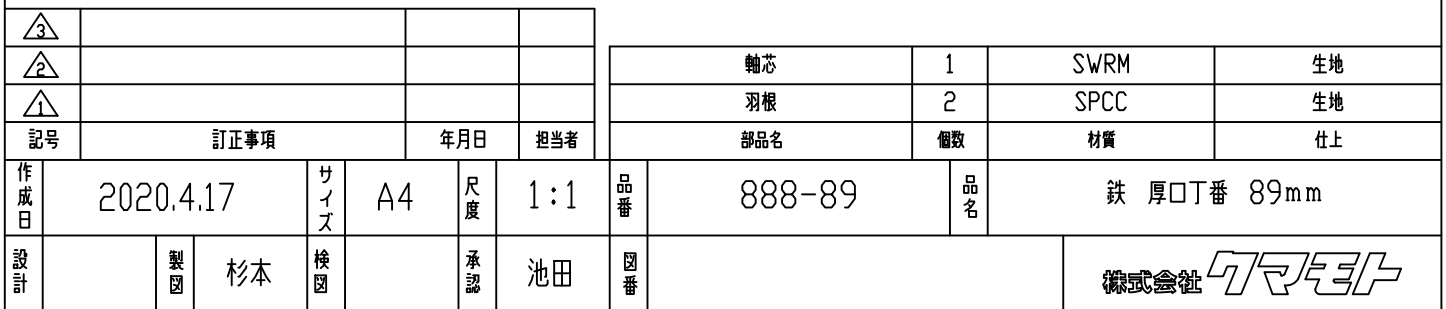 3
2
1
記号 訂正事項 年月日 担当者
軸芯 1 SWRM 生地
羽根 2 SPCC 生地
部品名 個数 材質 仕上
作成日 2020.4.17 サイズ A4 尺度 1:1 品番 888-89 品名 鉄 厚口丁番 89mm
設計 製図 杉本 検図 承認 池田 図番 株式会社クマモト